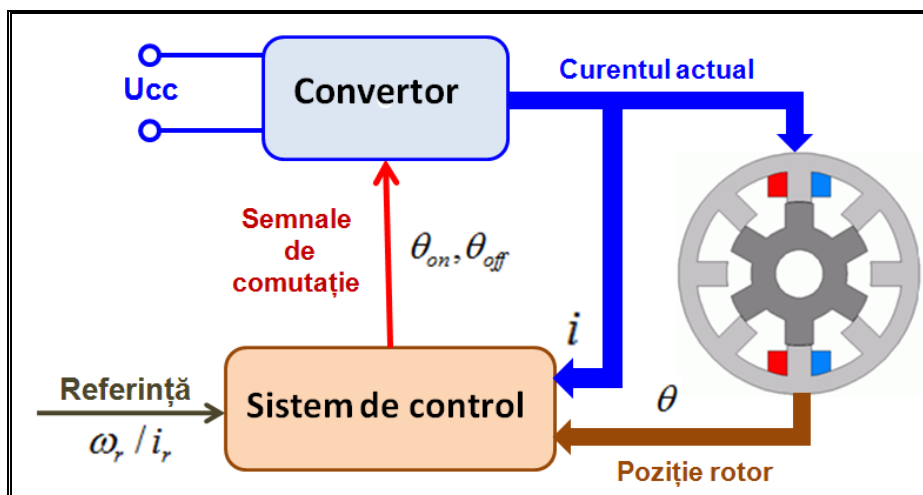 Ucc
Convertor
Curentul actual
Semnale
de
comutație
θon, θoff
i
Referință
ωr / ir
Sistem de control
θ
Poziție rotor